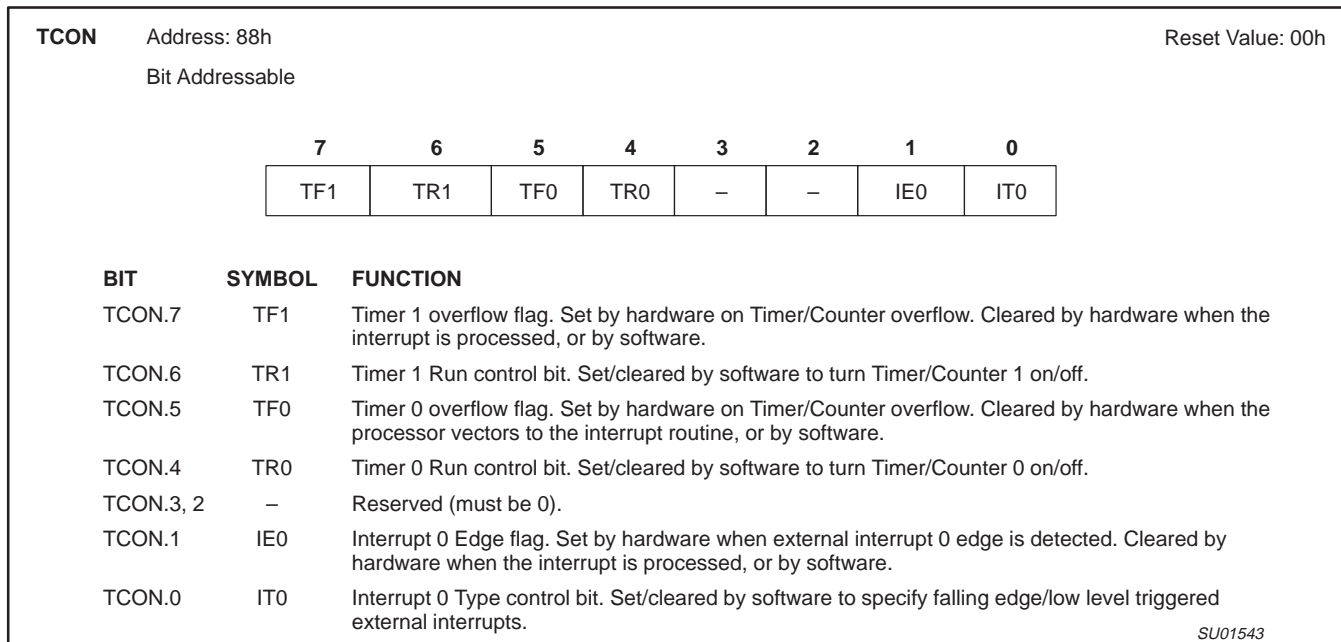 TCON Address: 88h Reset Value: 00h
Bit Addressable
7 6 5 4 3 2 1 0
TF1 TR1 TF0 TR0 – – IE0 IT0
BIT SYMBOL FUNCTION
TCON.7 TF1 Timer 1 overflow flag. Set by hardware on Timer/Counter overflow. Cleared by hardware when the
interrupt is processed, or by software.
TCON.6 TR1 Timer 1 Run control bit. Set/cleared by software to turn Timer/Counter 1 on/off.
TCON.5 TF0 Timer 0 overflow flag. Set by hardware on Timer/Counter overflow. Cleared by hardware when the
processor vectors to the interrupt routine, or by software.
TCON.4 TR0 Timer 0 Run control bit. Set/cleared by software to turn Timer/Counter 0 on/off.
TCON.3, 2 – Reserved (must be 0).
TCON.1 IE0 Interrupt 0 Edge flag. Set by hardware when external interrupt 0 edge is detected. Cleared by
hardware when the interrupt is processed, or by software.
TCON.0 IT0 Interrupt 0 Type control bit. Set/cleared by software to specify falling edge/low level triggered
external interrupts.
SU01543